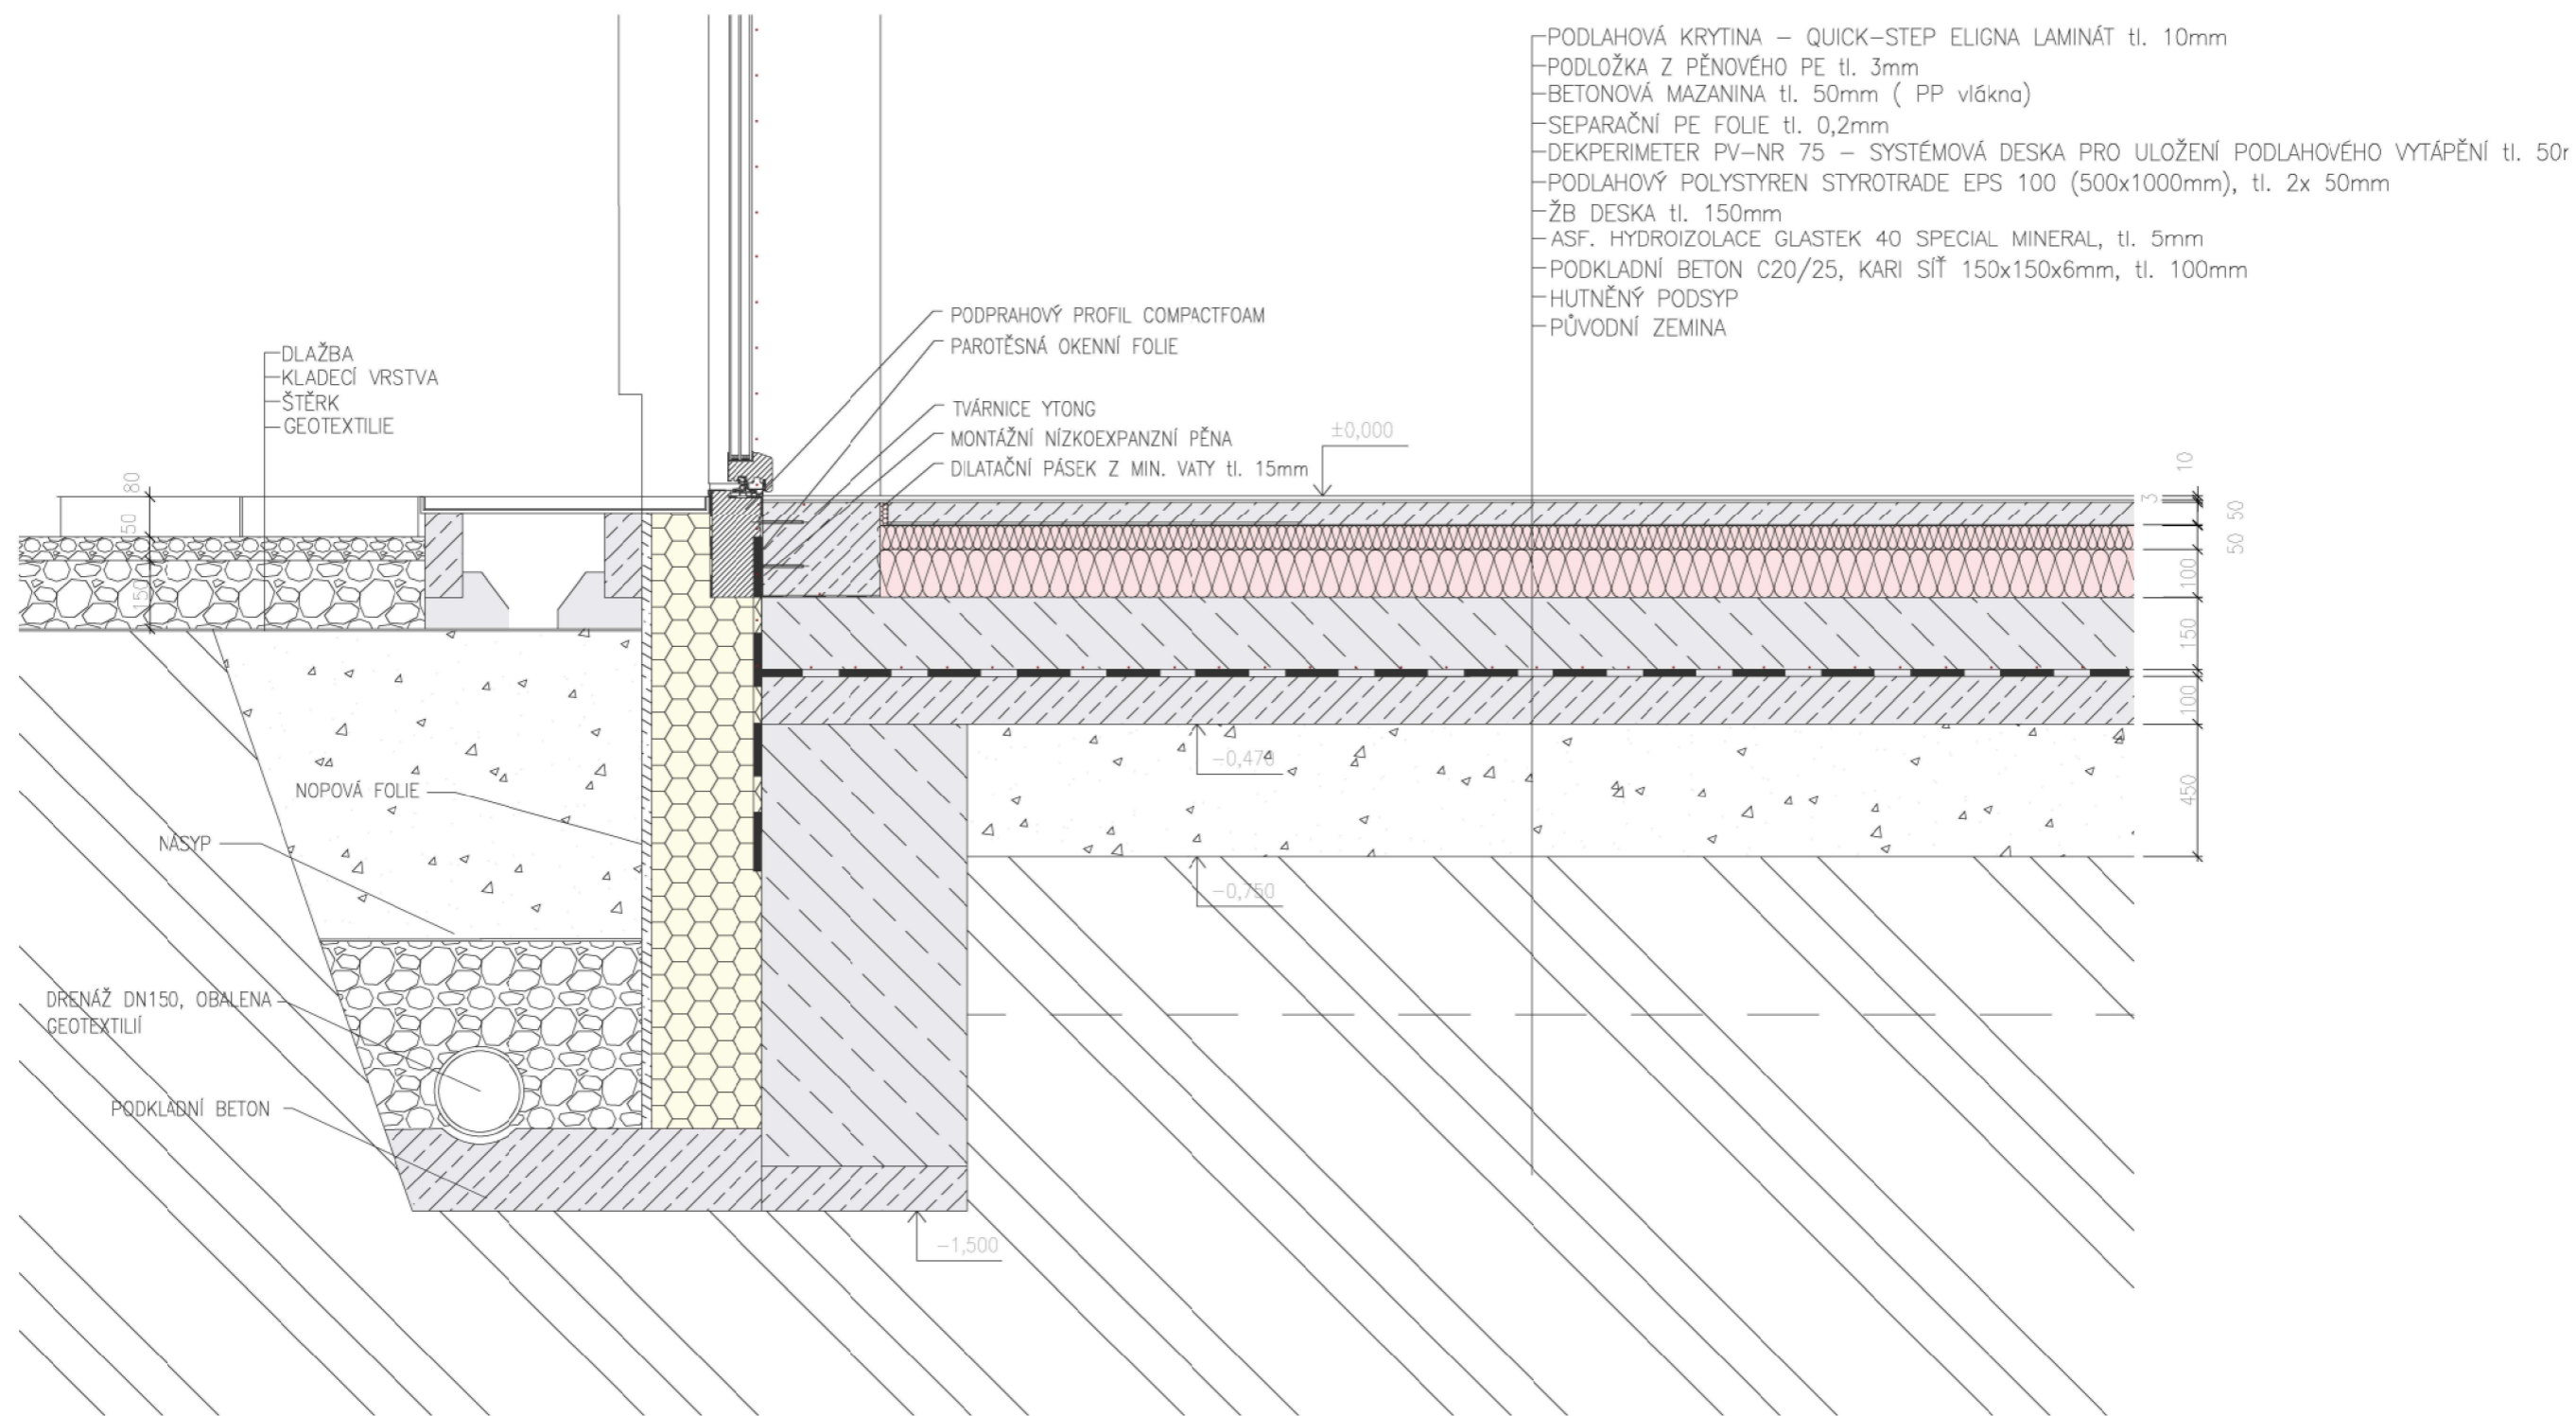 PODLAHOVÁ KRYTINA – QUICK–STEP ELIGNA LAMINÁT tl. 10mm
PODLOŽKA Z PĚNOVÉHO PE tl. 3mm
BETONOVÁ MAZANINA tl. 50mm ( PP vlákna)
SEPARAČNÍ PE FOLIE tl. 0,2mm
DEKPERIMETER PV–NR 75 – SYSTÉMOVÁ DESKA PRO ULOŽENÍ PODLAHOVÉHO VYTÁPĚNÍ tl. 50r
PODLAHOVÝ POLYSTYREN STYROTRADE EPS 100 (500x1000mm), tl. 2x 50mm
ŽB DESKA tl. 150mm
ASF. HYDROIZOLACE GLASTEK 40 SPECIAL MINERAL, tl. 5mm
PODKLADNÍ BETON C20/25, KARI SÍŤ 150x150x6mm, tl. 100mm
HUTNĚNÝ PODSYP
PŮVODNÍ ZEMINA
PODPRAHOVÝ PROFIL COMPACTFOAM
PAROTĚSNÁ OKENNÍ FOLIE
DLAŽBA
KLADECÍ VRSTVA
ŠTĚRK
GEOTEXTILIE
TVÁRNICE YTONG
MONTÁŽNÍ NÍZKOEXPANZNÍ PĚNA
DILATAČNÍ PÁSEK Z MIN. VATY tl. 15mm
±0,000
80
50
150
10
3
50 50
50
100
150
100
450
–0,470
–0,750
NOPOVÁ FOLIE
NÁSYP
DRENÁŽ DN150, OBALENA
GEOTEXTILIÍ
PODKLADNÍ BETON
–1,500